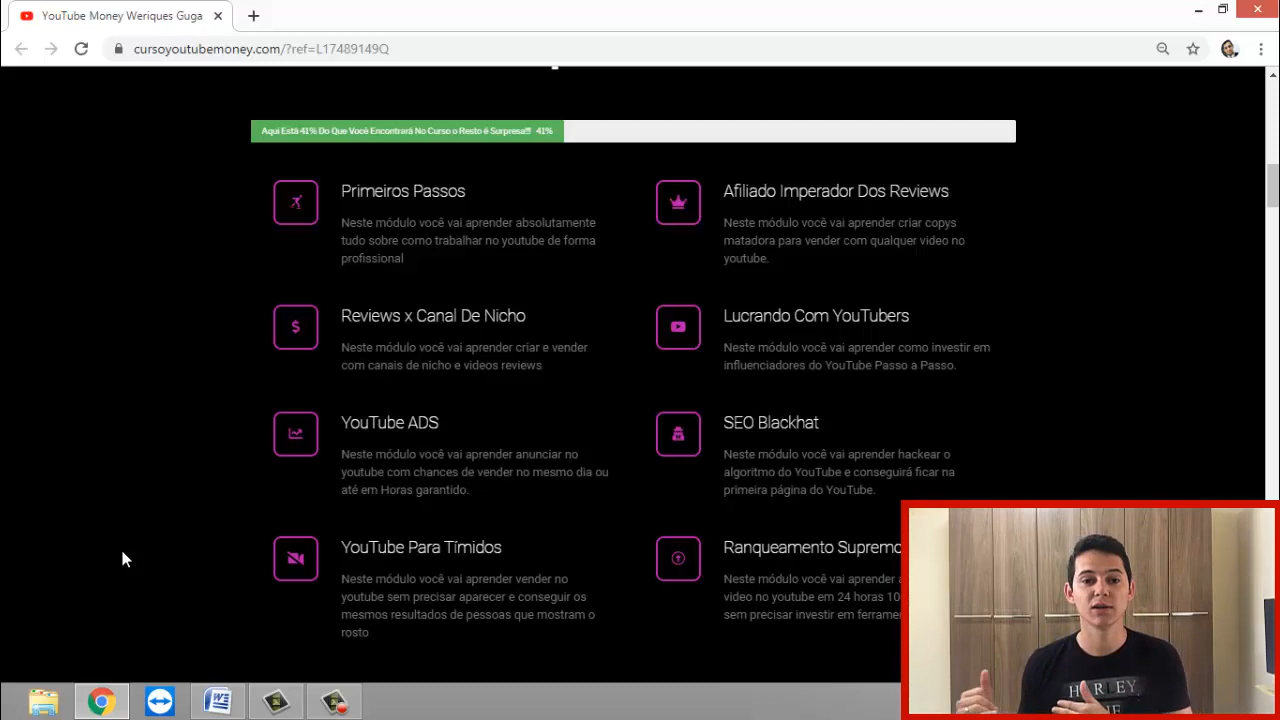 YouTube Money Weriques Guga
cursoyoutubemoney.com/?ref=L17489149Q
Aqui Está 41% Do Que Você Encontrará No Curso o Resto é Surpresa!!! 41%
Primeiros Passos
Neste módulo você vai aprender absolutamente
tudo sobre como trabalhar no youtube de forma
profissional
Afiliado Imperador Dos Reviews
Neste módulo você vai aprender criar copys
matadora para vender com qualquer video no
youtube.
Reviews x Canal De Nicho
Neste módulo você vai aprender criar e vender
com canais de nicho e videos reviews
Lucrando Com YouTubers
Neste módulo você vai aprender como investir em
influenciadores do YouTube Passo a Passo.
YouTube ADS
Neste módulo você vai aprender anunciar no
youtube com chances de vender no mesmo dia ou
até em Horas garantido.
SEO Blackhat
Neste módulo você vai aprender hackear o
algoritmo do YouTube e conseguirá ficar na
primeira página do YouTube.
YouTube Para Tímidos
Neste módulo você vai aprender vender no
youtube sem precisar aparecer e conseguir os
mesmos resultados de pessoas que mostram o
rosto
Ranqueamento Supremo
Neste módulo você vai aprender
video no youtube em 24 horas
sem precisar investir em
HARLEY